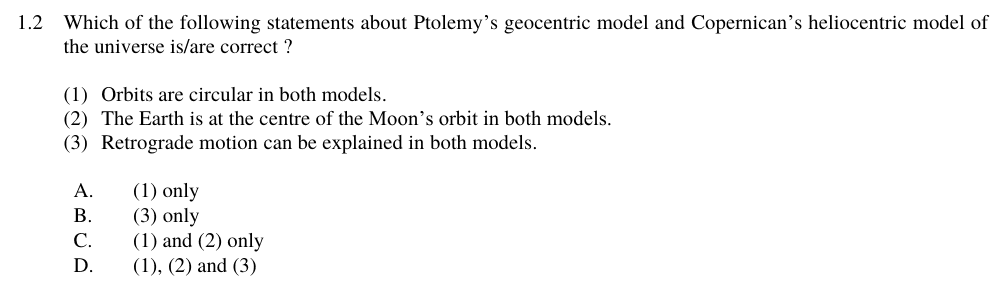 1.2 Which of the following statements about Ptolemy's geocentric model and Copernican's heliocentric model of
the universe is/are correct ?
(1) Orbits are circular in both models.
(2) The Earth is at the centre of the Moon's orbit in both models.
(3) Retrograde motion can be explained in both models.
A. (1) only
B. (3) only
C. (1) and (2) only
D. (1), (2) and (3)